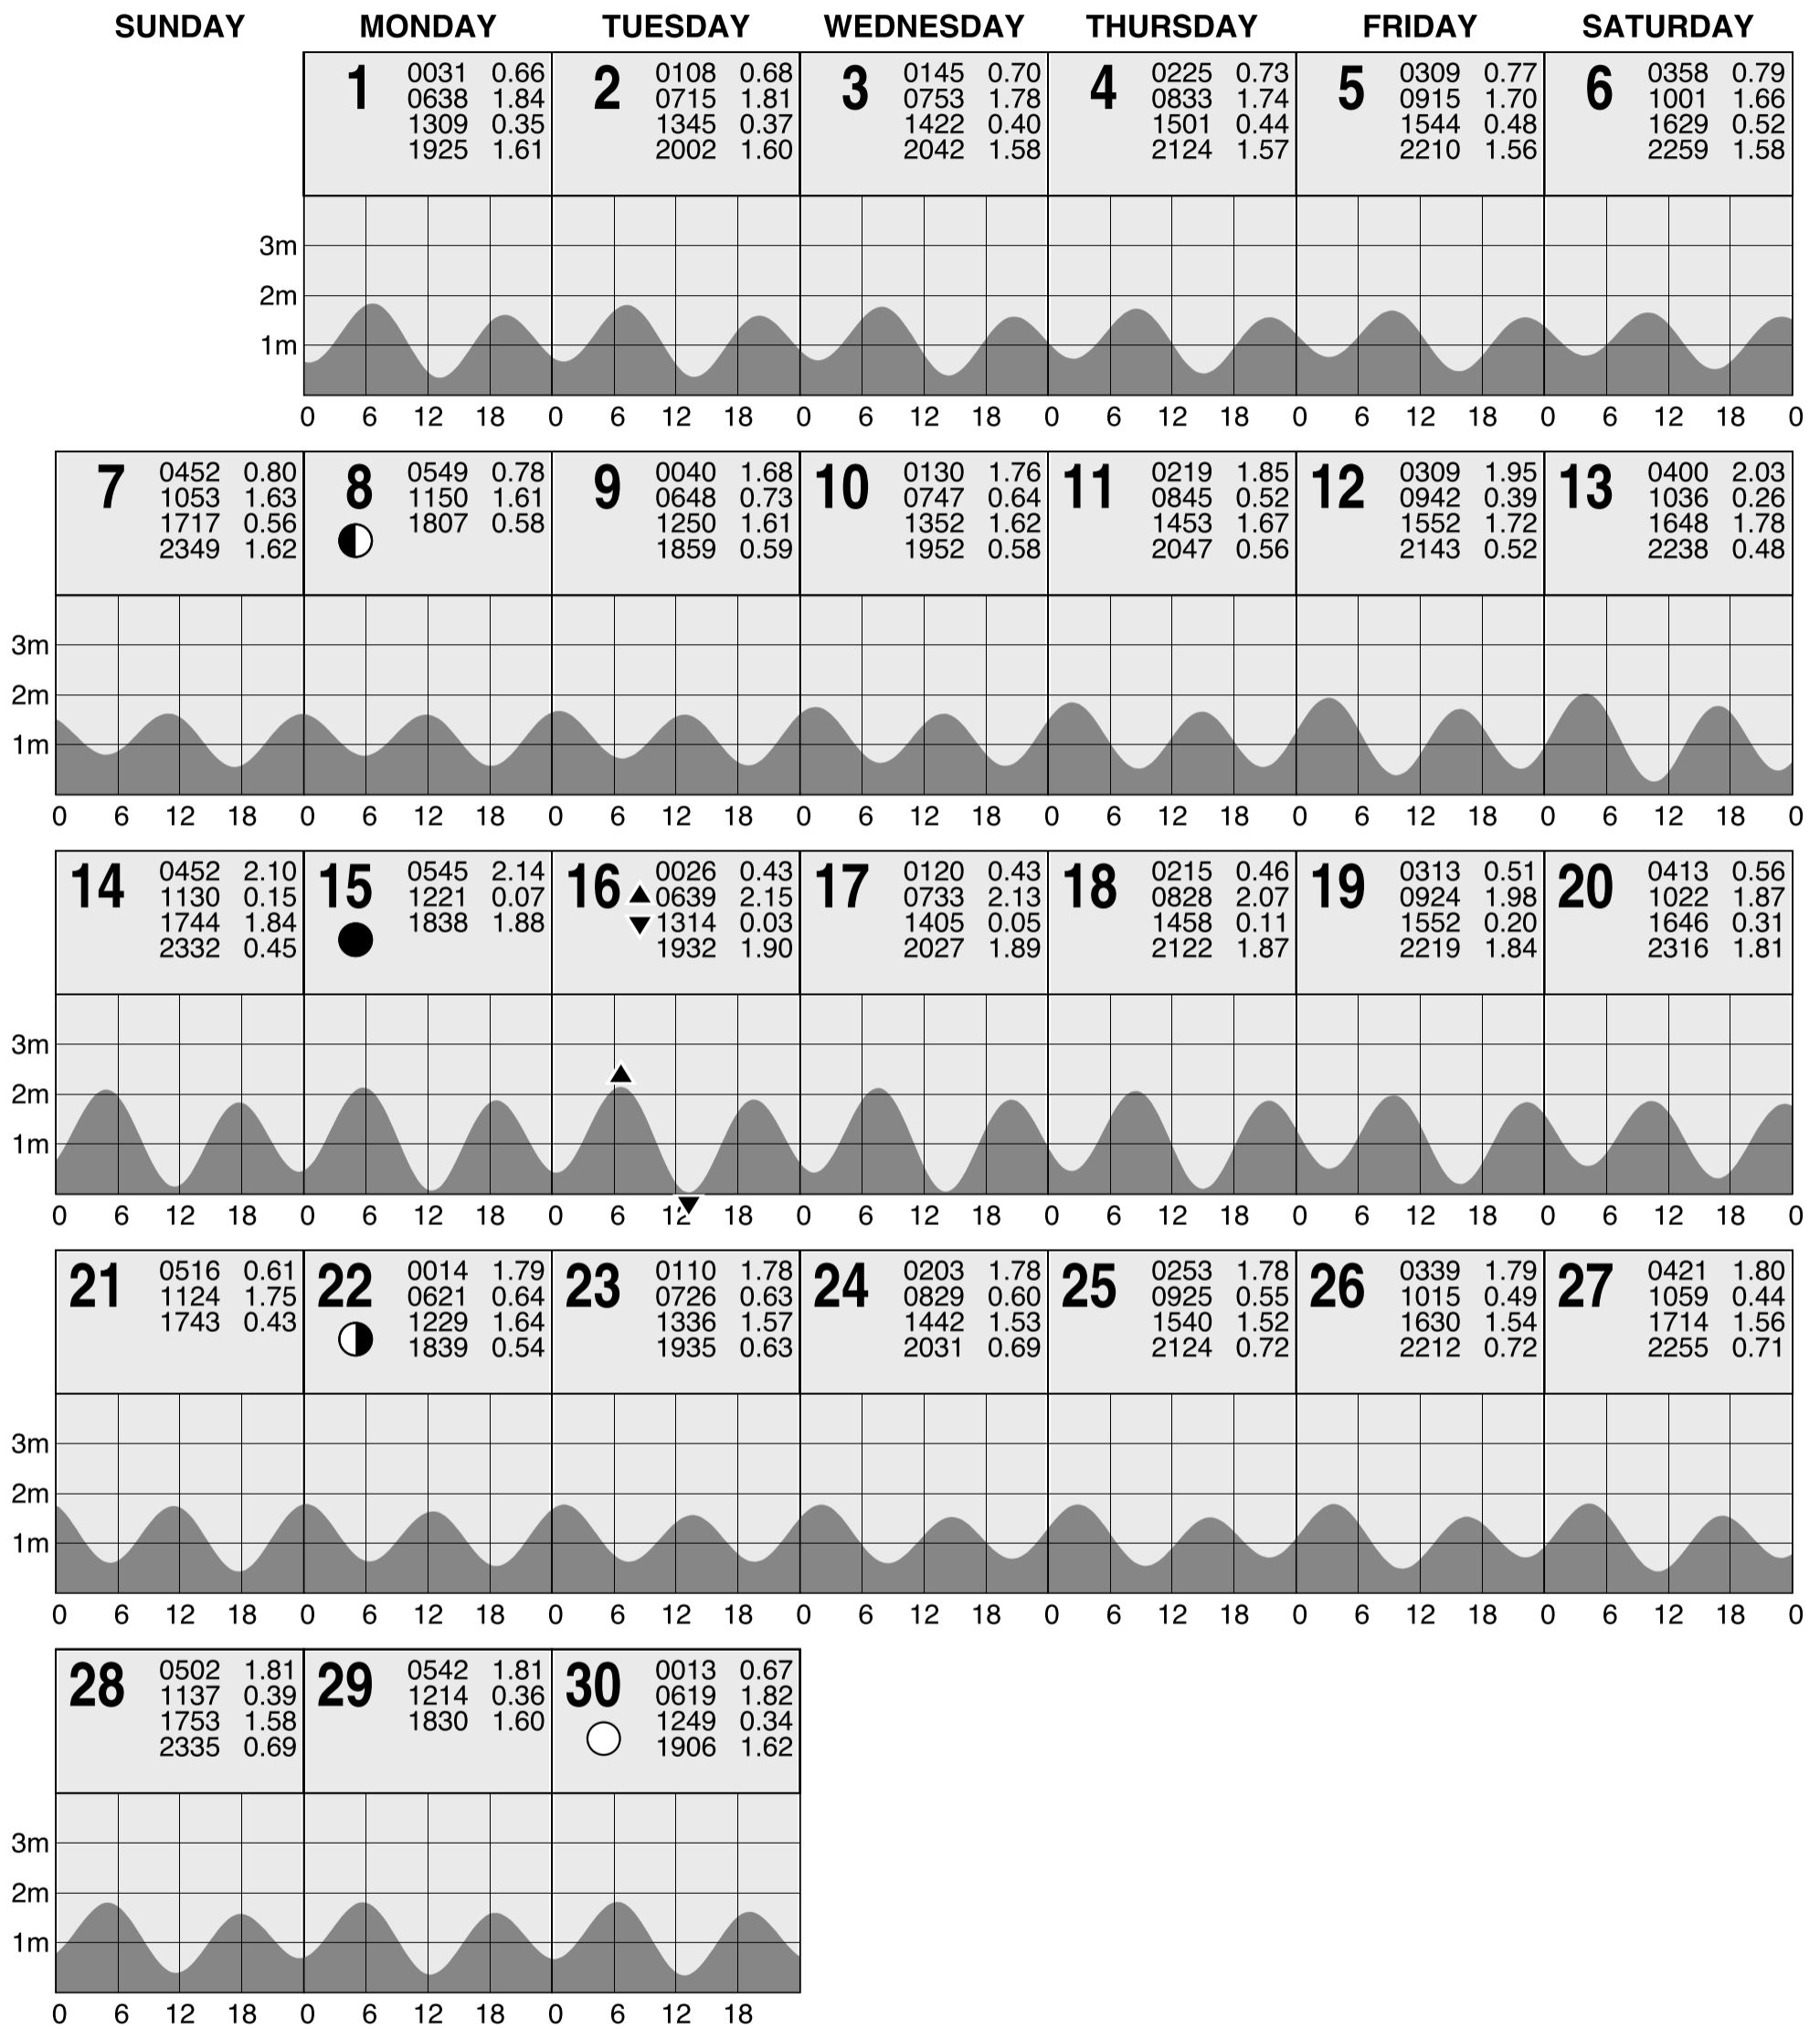 SUNDAY MONDAY TUESDAY WEDNESDAY THURSDAY FRIDAY SATURDAY
1 0031 0.66 2 0108 0.68 3 0145 0.70 4 0225 0.73 5 0309 0.77 6 0358 0.79
0638 1.84 0715 1.81 0753 1.78 0833 1.74 0915 1.70 1001 1.66
1309 0.35 1345 0.37 1422 0.40 1501 0.44 1544 0.48 1629 0.52
1925 1.61 2002 1.60 2042 1.58 2124 1.57 2210 1.56 2259 1.58
3m
2m
1m
0 6 12 18 0 6 12 18 0 6 12 18 0 6 12 18 0 6 12 18 0 6 12 18 0
7 0452 0.80 8 0549 0.78 9 0040 1.68 10 0130 1.76 11 0219 1.85 12 0309 1.95 13 0400 2.03
1053 1.63 1150 1.61 0648 0.73 0747 0.64 0845 0.52 0942 0.39 1036 0.26
1717 0.56 1807 0.58 1250 1.61 1352 1.62 1453 1.67 1552 1.72 1648 1.78
2349 1.62 1859 0.59 1952 0.58 2047 0.56 2143 0.52 2238 0.48
3m
2m
1m
0 6 12 18 0 6 12 18 0 6 12 18 0 6 12 18 0 6 12 18 0 6 12 18 0 6 12 18 0
14 0452 2.10 15 0545 2.14 16 0026 0.43 17 0120 0.43 18 0215 0.46 19 0313 0.51 20 0413 0.56
1130 0.15 1221 0.07 0639 2.15 0733 2.13 0828 2.07 0924 1.98 1022 1.87
1744 1.84 1838 1.88 1314 0.03 1405 0.05 1458 0.11 1552 0.20 1646 0.31
2332 0.45 1932 1.90 2027 1.89 2122 1.87 2219 1.84 2316 1.81
3m
2m
1m
0 6 12 18 0 6 12 18 0 6 12 18 0 6 12 18 0 6 12 18 0 6 12 18 0 6 12 18 0
21 0516 0.61 22 0014 1.79 23 0110 1.78 24 0203 1.78 25 0253 1.78 26 0339 1.79 27 0421 1.80
1124 1.75 0621 0.64 0726 0.63 0829 0.60 0925 0.55 1015 0.49 1059 0.44
1743 0.43 1229 1.64 1336 1.57 1442 1.53 1540 1.52 1630 1.54 1714 1.56
1839 0.54 1935 0.63 2031 0.69 2124 0.72 2212 0.72 2255 0.71
3m
2m
1m
0 6 12 18 0 6 12 18 0 6 12 18 0 6 12 18 0 6 12 18 0 6 12 18 0 6 12 18 0
28 0502 1.81 29 0542 1.81 30 0013 0.67
1137 0.39 1214 0.36 0619 1.82
1753 1.58 1830 1.60 1249 0.34
2335 0.69 1906 1.62
3m
2m
1m
0 6 12 18 0 6 12 18 0 6 12 18